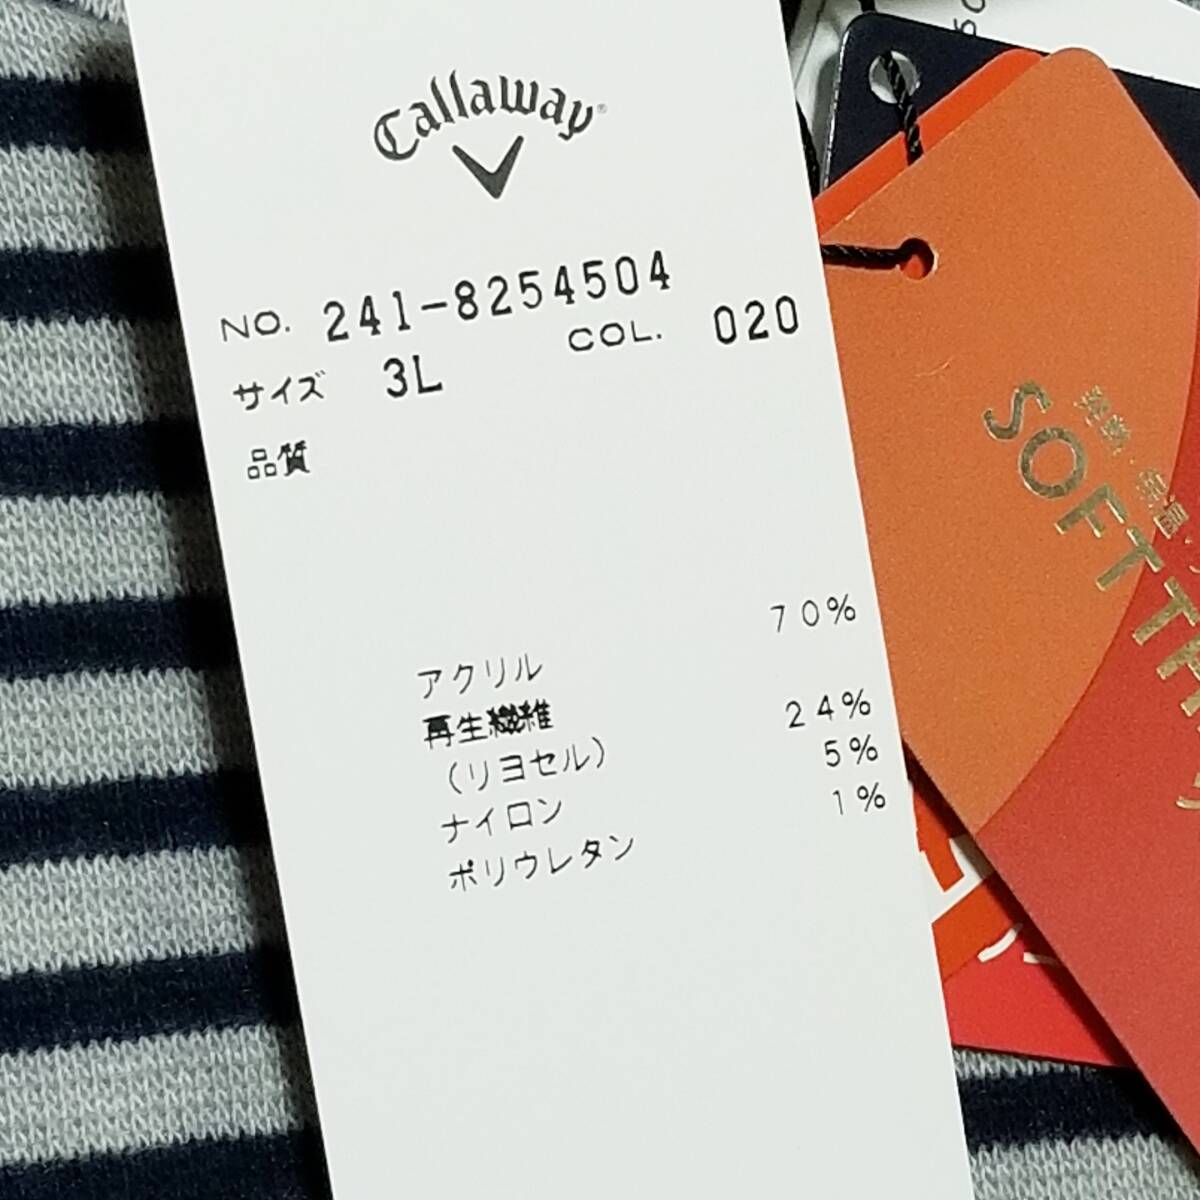 Callaway
NO. 241-8254504
サイズ 3L COL. 020
品質
アクリル 70%
再生繊維
(リヨセル) 24%
ナイロン 5%
ポリウレタン 1%
SOFT